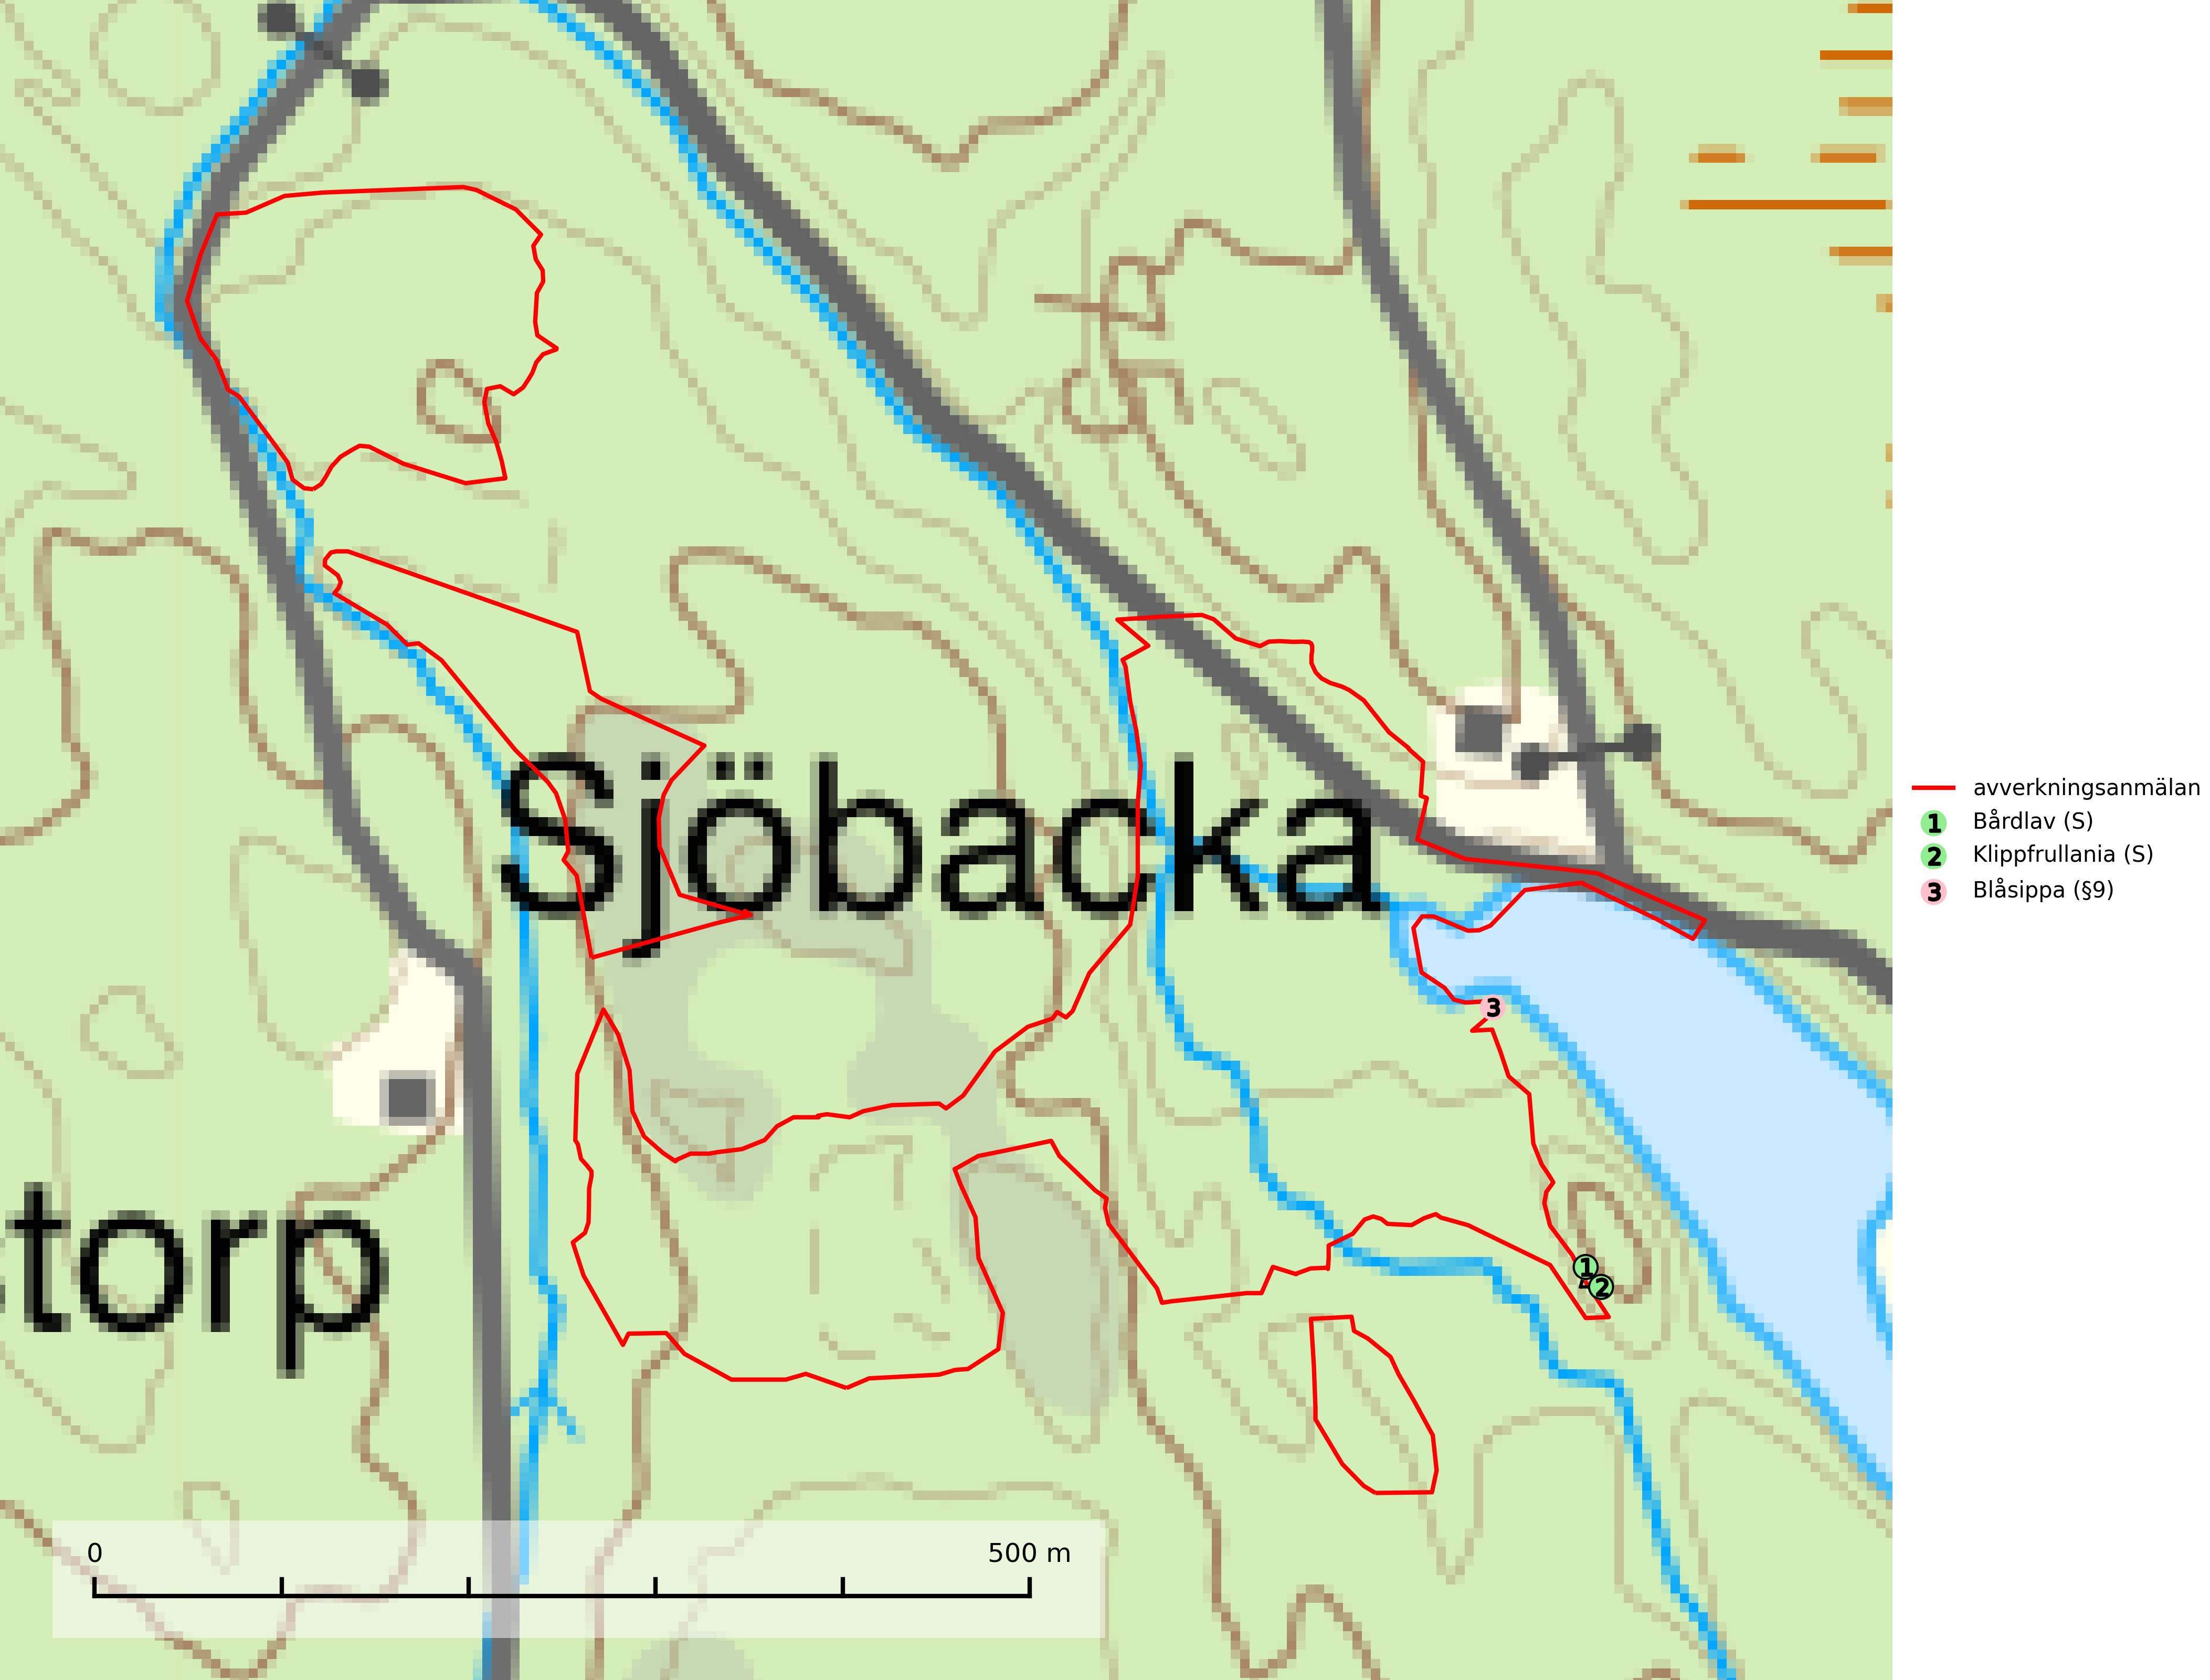 Sjöbacka
torp
3
1
2
0
500 m
avverkningsanmälan
1 Bårdlav (S)
2 Klippfrullania (S)
3 Blåsippa (§9)